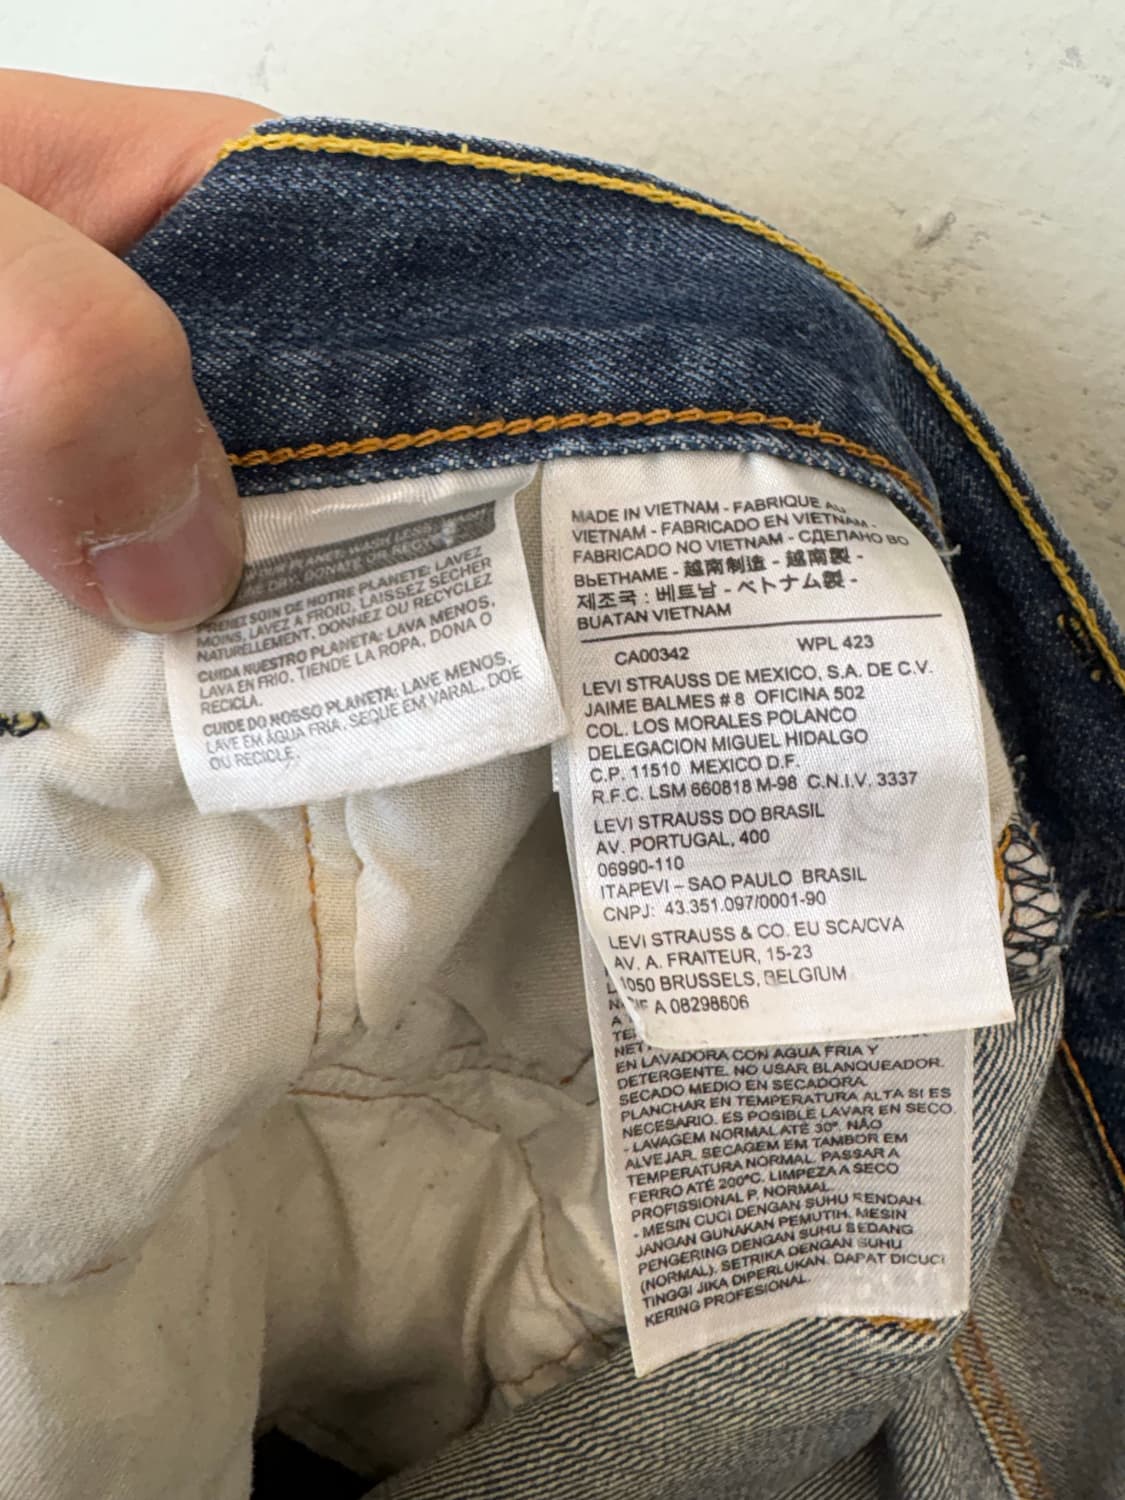 PRENEZ SOIN DE NOTRE PLANETE: LAVEZ
MOINS, LAVEZ A FROID, LAISSEZ SECHER
NATURELLEMENT, DONNEZ OU RECYCLEZ
CUIDA NUESTRO PLANETA: LAVA MENOS,
LAVA EN FRIO, TIENDE LA ROPA, DONA O
RECICLA.
CUIDE DO NOSSO PLANETA: LAVE MENOS,
LAVE EM ÁGUA FRIA, SEQUE EM VARAL, DOE
OU RECICLE.
MADE IN VIETNAM - FABRIQUE AU
VIETNAM - FABRICADO EN VIETNAM -
FABRICADO NO VIETNAM - СДЕЛАНО ВО
ВЬЕТНАМЕ - 越南制造 - 越南製 -
제조국 : 베트남 - ベトナム製 -
BUATAN VIETNAM
CA00342 WPL 423
LEVI STRAUSS DE MEXICO, S.A. DE C.V.
JAIME BALMES # 8 OFICINA 502
COL. LOS MORALES POLANCO
DELEGACION MIGUEL HIDALGO
C.P. 11510 MEXICO D.F.
R.F.C. LSM 660818 M-98 C.N.I.V. 3337
LEVI STRAUSS DO BRASIL
AV. PORTUGAL, 400
06990-110
ITAPEVI – SAO PAULO BRASIL
CNPJ: 43.351.097/0001-90
LEVI STRAUSS & CO. EU SCA/CVA
AV. A. FRAITEUR, 15-23
1050 BRUSSELS, BELGIUM
A 08298606
EN LAVADORA CON AGUA FRIA Y
DETERGENTE. NO USAR BLANQUEADOR.
SECADO MEDIO EN SECADORA.
PLANCHAR EN TEMPERATURA ALTA SI ES
NECESARIO. ES POSIBLE LAVAR EN SECO.
- LAVAGEM NORMAL ATÉ 30°. NÃO
ALVEJAR. SECAGEM EM TAMBOR EM
TEMPERATURA NORMAL. PASSAR A
FERRO ATÉ 200°C. LIMPEZA A SECO
PROFISSIONAL P, NORMAL.
- MESIN CUCI DENGAN SUHU RENDAH.
JANGAN GUNAKAN PEMUTIH. MESIN
PENGERING DENGAN SUHU SEDANG
(NORMAL). SETRIKA DENGAN SUHU
TINGGI JIKA DIPERLUKAN. DAPAT DICUCI
KERING PROFESIONAL.